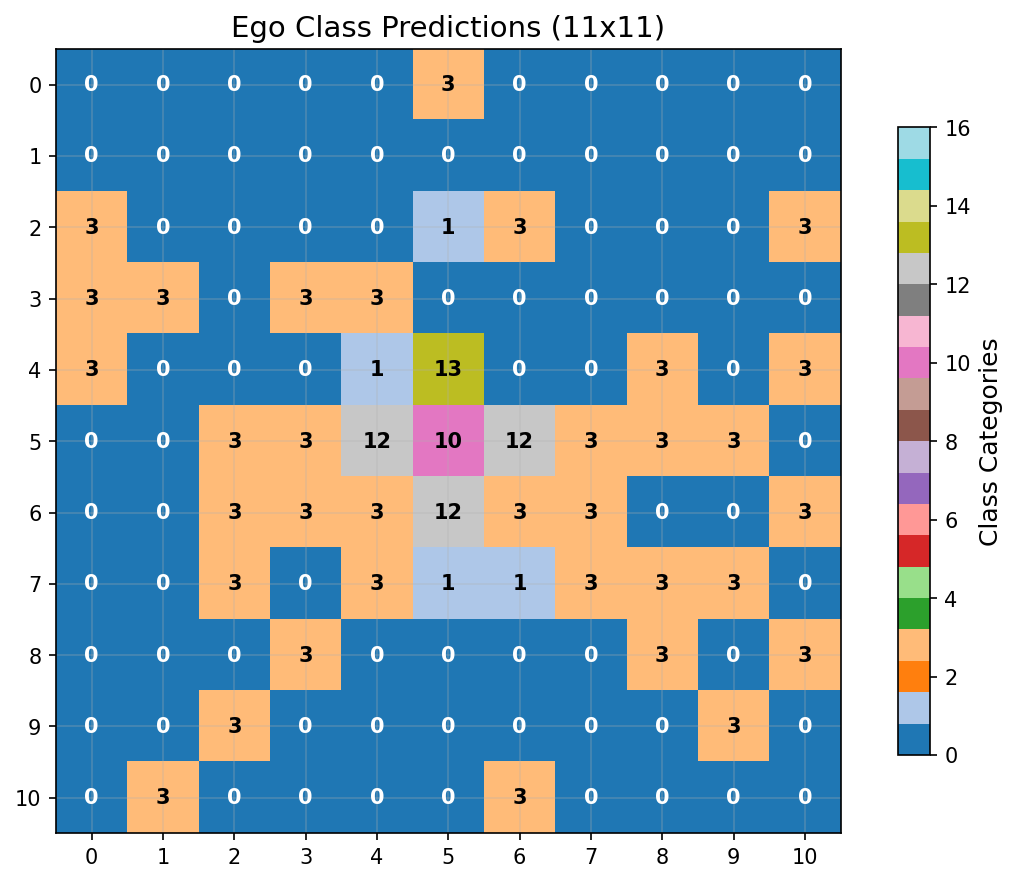 Ego Class Predictions (11x11)
0 0 0 0 0 0 3 0 0 0 0 0
1 0 0 0 0 0 0 0 0 0 0 0
2 3 0 0 0 0 1 3 0 0 0 3
3 3 3 0 3 3 0 0 0 0 0 0
4 3 0 0 0 1 13 0 0 3 0 3
5 0 0 3 3 12 10 12 3 3 3 0
6 0 0 3 3 3 12 3 3 0 0 3
7 0 0 3 0 3 1 1 3 3 3 0
8 0 0 0 3 0 0 0 0 3 0 3
9 0 0 3 0 0 0 0 0 0 3 0
10 0 3 0 0 0 0 3 0 0 0 0
0 1 2 3 4 5 6 7 8 9 10
16
14
12
10
8
6
4
2
0
Class Categories